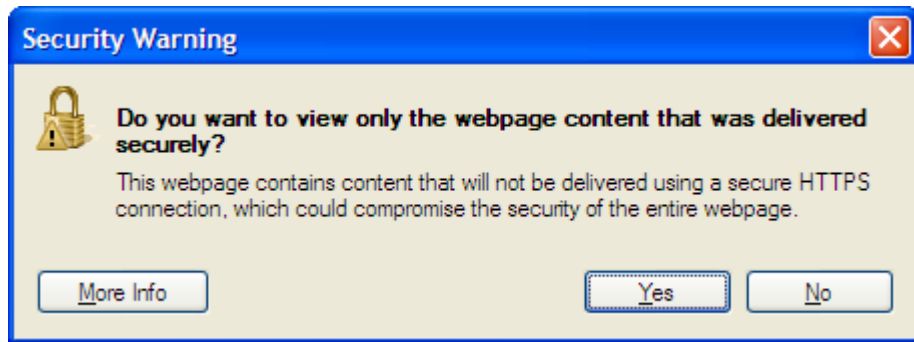 Security Warning
Do you want to view only the webpage content that was delivered
securely?
This webpage contains content that will not be delivered using a secure HTTPS
connection, which could compromise the security of the entire webpage.
More Info
Yes
No